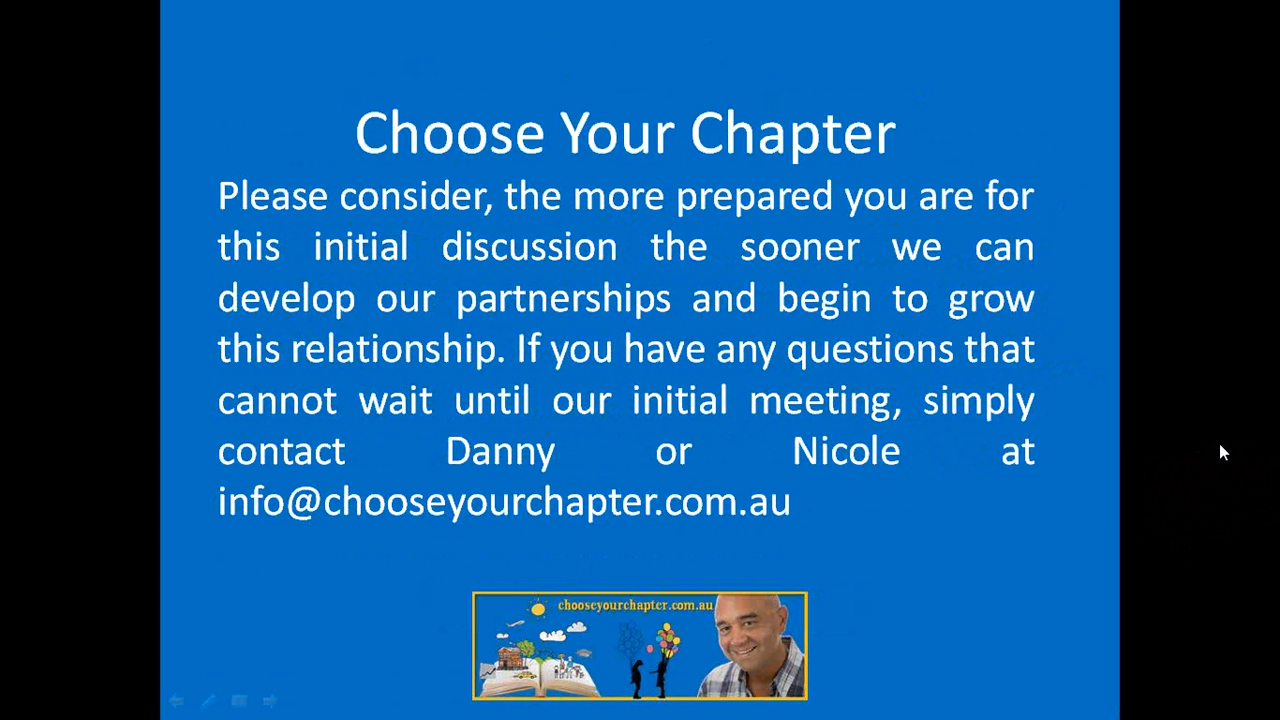 Choose Your Chapter
Please consider, the more prepared you are for
this initial discussion the sooner we can
develop our partnerships and begin to grow
this relationship. If you have any questions that
cannot wait until our initial meeting, simply
contact Danny or Nicole at
info@chooseyourchapter.com.au
chooseyourchapter.com.au